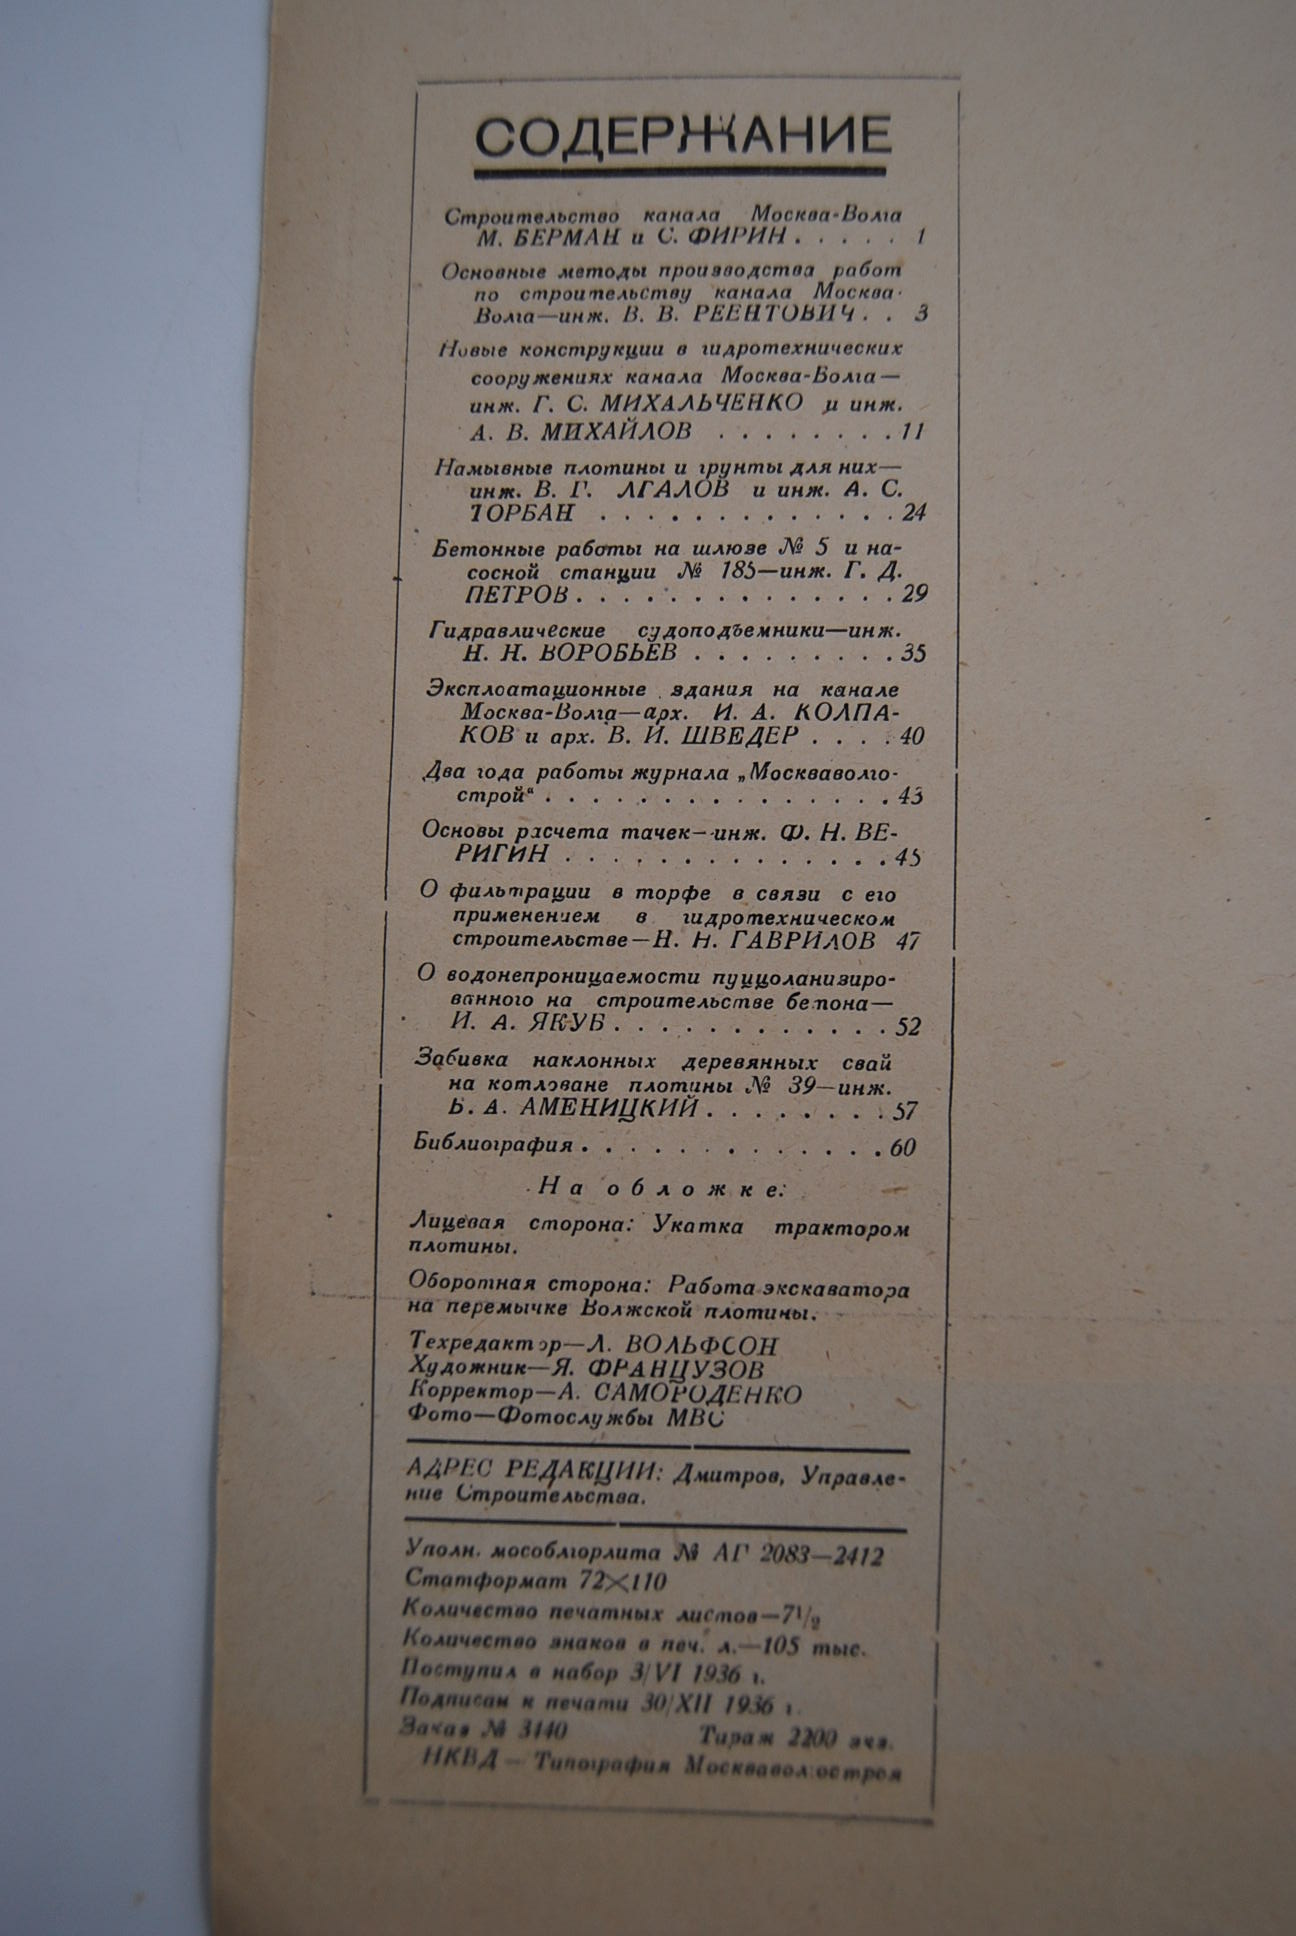 СОДЕРЖАНИЕ
Строительство канала Москва-Волга
М. БЕРМАН и С. ФИРИН . . . . . 1
Основные методы производства работ
по строительству канала Москва-
Волга—инж. В. В. РЕЕНТОВИЧ . . 3
Новые конструкции в гидротехнических
сооружениях канала Москва-Волга—
инж. Г. С. МИХАЛЬЧЕНКО и инж.
А. В. МИХАЙЛОВ . . . . . . . . 11
Намывные плотины и грунты для них—
инж. В. Г. ЛГАЛОВ и инж. А. С.
ТОРБАН . . . . . . . . . . . . . 24
Бетонные работы на шлюзе № 5 и на-
сосной станции № 185—инж. Г. Д.
ПЕТРОВ . . . . . . . . . . . . . . 29
Гидравлические судоподъемники—инж.
Н. Н. ВОРОБЬЕВ . . . . . . . . . 35
Эксплоатационные здания на канале
Москва-Волга—арх. И. А. КОЛПА-
КОВ и арх. В. И. ШВЕДЕР . . . . 40
Два года работы журнала „Москваволго-
строй“ . . . . . . . . . . . . . . . 43
Основы расчета тачек—инж. Ф. Н. ВЕ-
РИГИН . . . . . . . . . . . . . . 45
О фильтрации в торфе в связи с его
применением в гидротехническом
строительстве—Н. Н. ГАВРИЛОВ 47
О водонепроницаемости пуццоланизиро-
ванного на строительстве бетона—
И. А. ЯКУБ . . . . . . . . . . . . 52
Забивка наклонных деревянных свай
на котловане плотины № 39—инж.
Б. А. АМЕНИЦКИЙ . . . . . . . . 57
Библиография . . . . . . . . . . . . . 60
На обложке:
Лицевая сторона: Укатка трактором
плотины.
Оборотная сторона: Работа экскаватора
на перемычке Волжской плотины.
Техредактор—Л. ВОЛЬФСОН
Художник—Я. ФРАНЦУЗОВ
Корректор—А. САМОРОДЕНКО
Фото—Фотослужбы МВС
АДРЕС РЕДАКЦИИ: Дмитров, Управле-
ние Строительства.
Уполн. мособлгорлита № АГ 2083—2412
Статформат 72×110
Количество печатных листов—7½
Количество знаков в печ. л.—105 тыс.
Поступил в набор 3/VI 1936 г.
Подписан к печати 30/XII 1936 г.
Заказ № 3440 Тираж 2200 экз.
НКВД — Типография Москваволгостроя